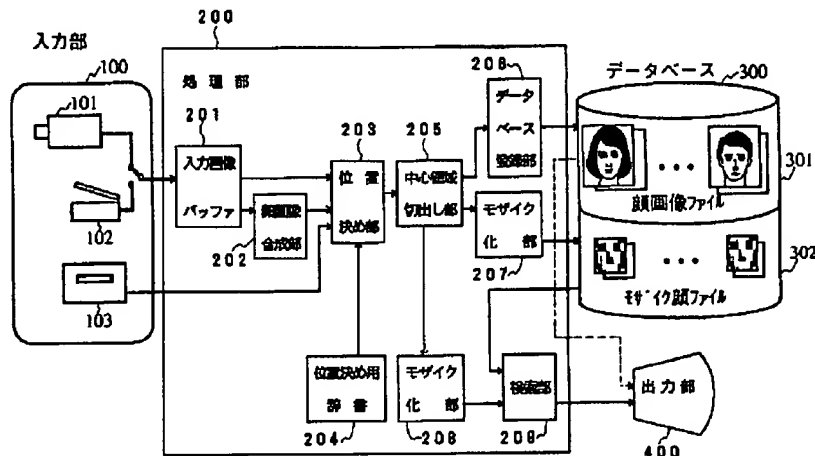 入力部
100
101
102
103
200
処理部
201
入力画像
バッファ
202
合成部
203
位置
決め部
204
位置決め用
辞書
205
中心領域
切出し部
206
データ
ベース
登録部
モザイク
化部
207
モザイク
化部
208
検索部
209
データベース
300
顔画像ファイル
301
モザイク顔ファイル
302
出力部
400